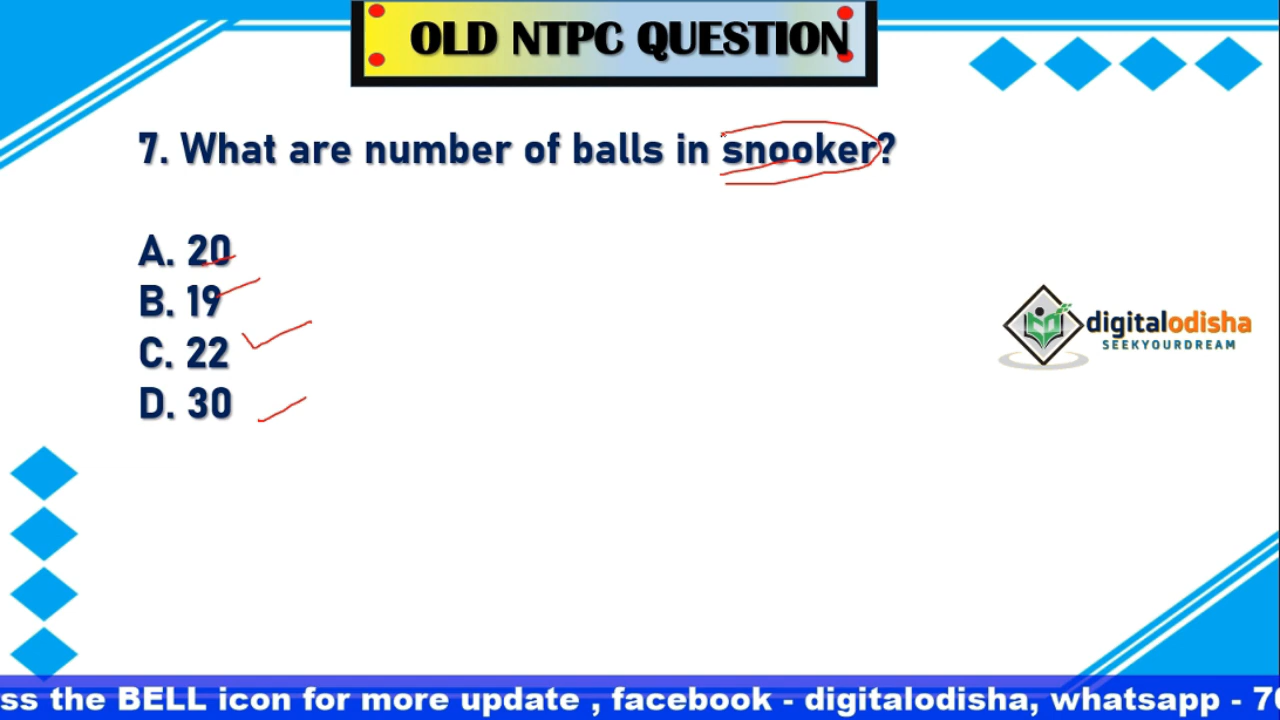 OLD NTPC QUESTION
7. What are number of balls in snooker?
A. 20
B. 19
C. 22
D. 30
digitalodisha
SEEKYOURDREAM
ss the BELL icon for more update , facebook - digitalodisha, whatsapp - 70